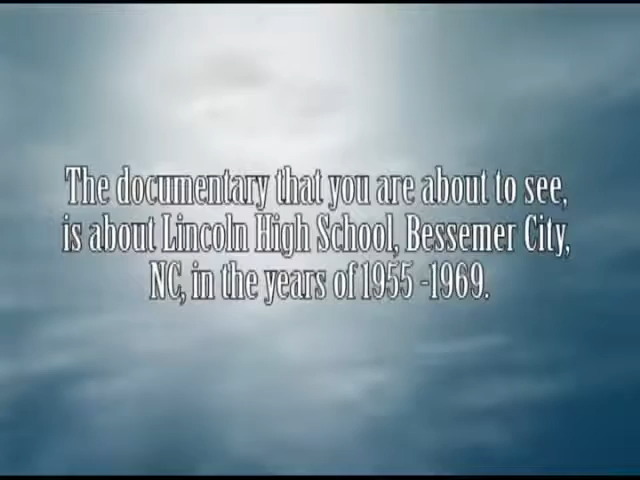 The documentary that you are about to see,
is about Lincoln High School, Bessemer City,
NC, in the years of 1955 -1969.